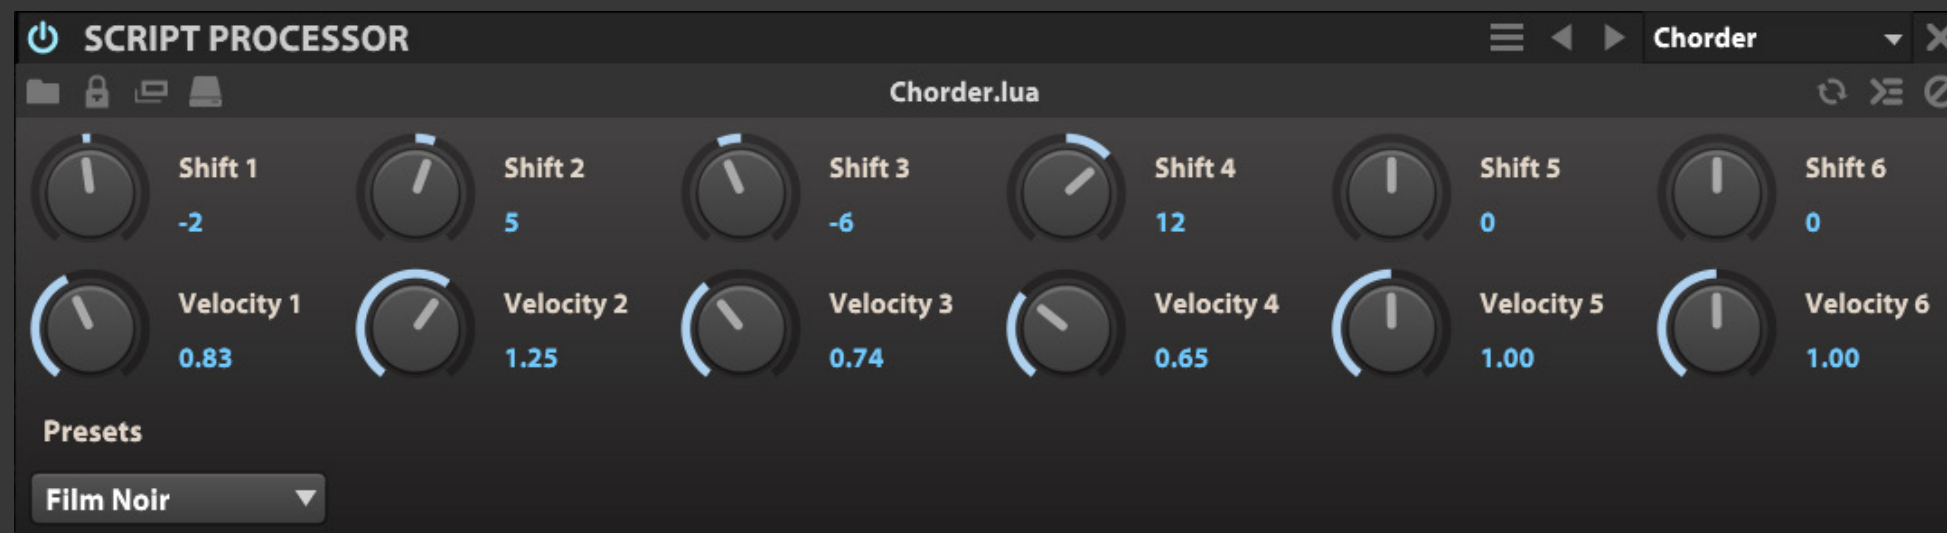 SCRIPT PROCESSOR Chorder
Chorder.lua
Shift 1 Shift 2 Shift 3 Shift 4 Shift 5 Shift 6
-2 5 -6 12 0 0
Velocity 1 Velocity 2 Velocity 3 Velocity 4 Velocity 5 Velocity 6
0.83 1.25 0.74 0.65 1.00 1.00
Presets
Film Noir